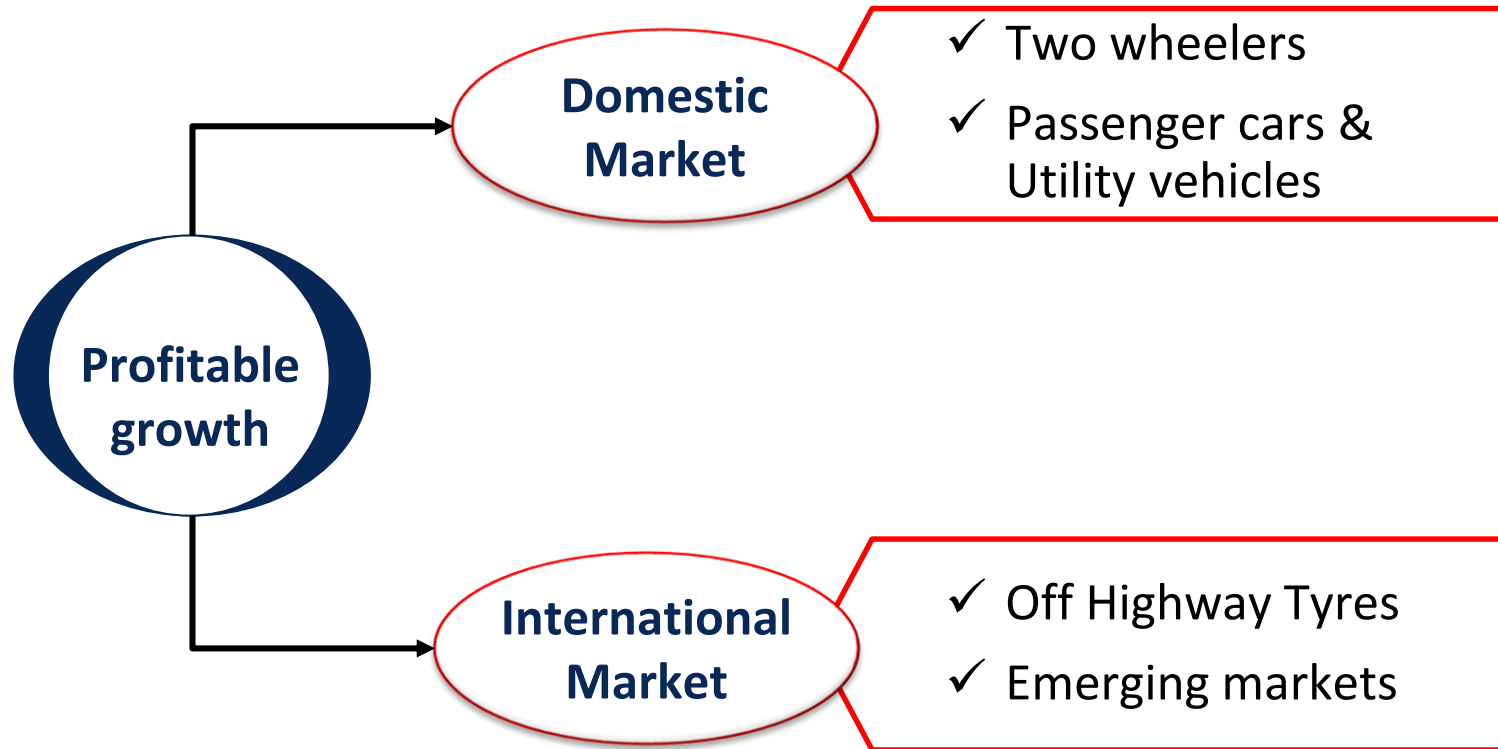 Profitable
growth
Domestic
Market
✓ Two wheelers
✓ Passenger cars &
Utility vehicles
International
Market
✓ Off Highway Tyres
✓ Emerging markets